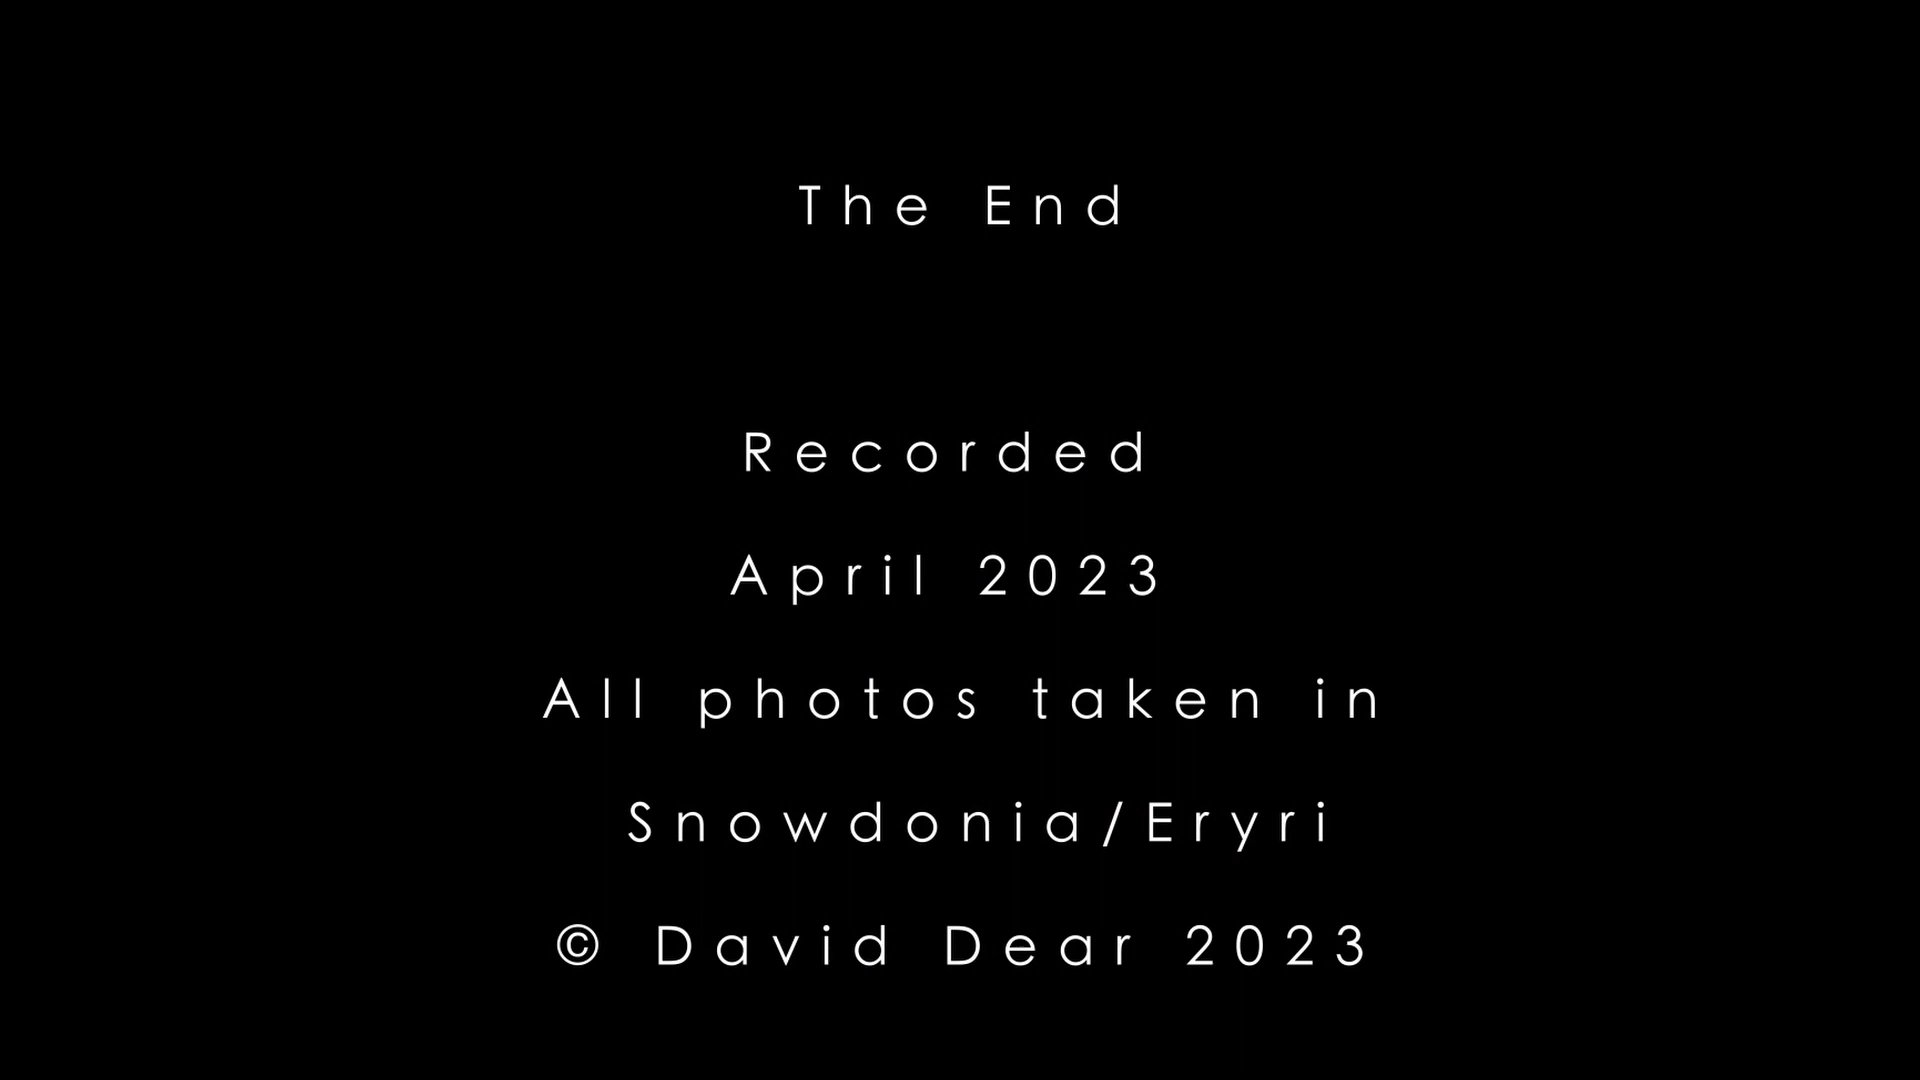 The End
Recorded
April 2023
All photos taken in
Snowdonia/Eryri
© David Dear 2023